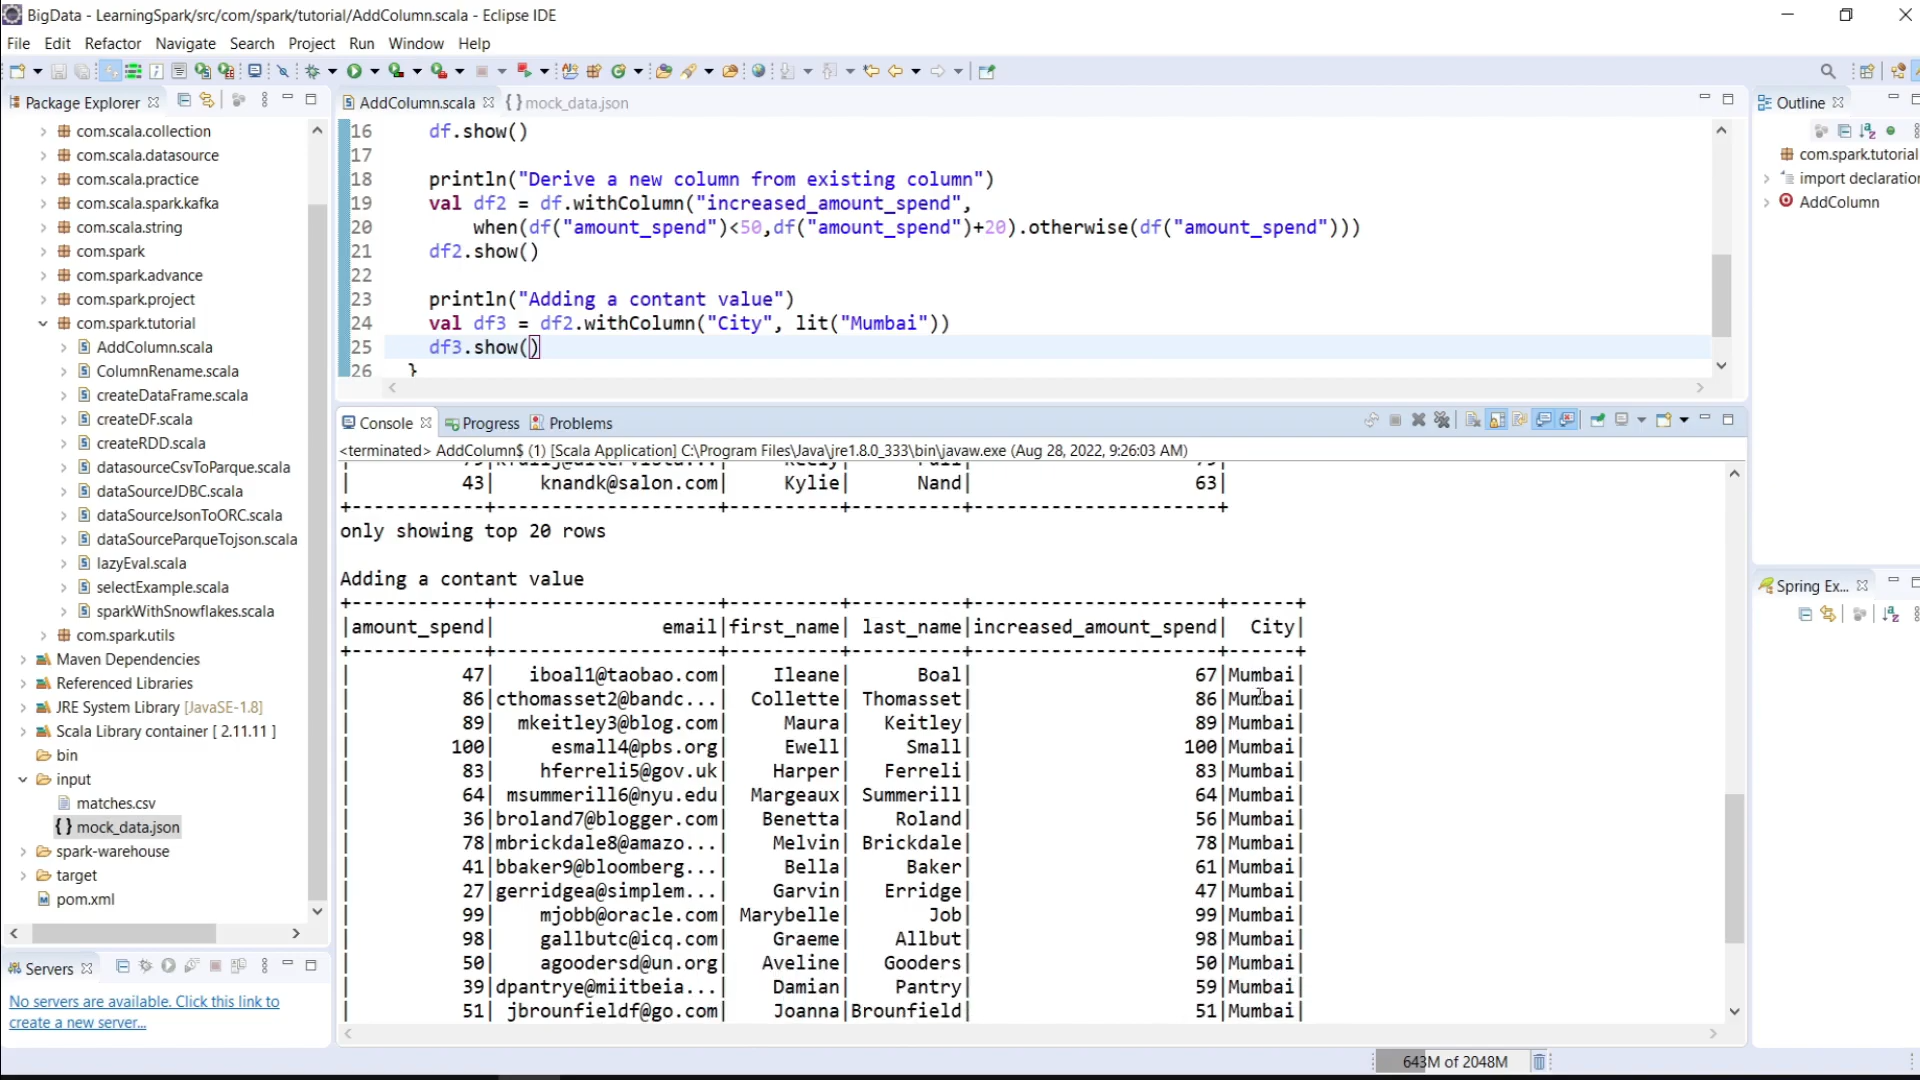 BigData - LearningSpark/src/com/spark/tutorial/AddColumn.scala - Eclipse IDE
File Edit Refactor Navigate Search Project Run Window Help
Package Explorer
com.scala.collection
com.scala.datasource
com.scala.practice
com.scala.spark.kafka
com.scala.string
com.spark
com.spark.advance
com.spark.project
com.spark.tutorial
AddColumn.scala
ColumnRename.scala
createDataFrame.scala
createDF.scala
createRDD.scala
datasourceCsvToParque.scala
dataSourceJDBC.scala
dataSourceJsonToORC.scala
dataSourceParqueTojson.scala
lazyEval.scala
selectExample.scala
sparkWithSnowflakes.scala
com.spark.utils
Maven Dependencies
Referenced Libraries
JRE System Library [JavaSE-1.8]
Scala Library container [ 2.11.11 ]
bin
input
matches.csv
{} mock_data.json
spark-warehouse
target
pom.xml
Servers
No servers are available. Click this link to
create a new server...
AddColumn.scala {} mock_data.json
16 df.show()
17
18 println("Derive a new column from existing column")
19 val df2 = df.withColumn("increased_amount_spend",
20 when(df("amount_spend")<50,df("amount_spend")+20).otherwise(df("amount_spend")))
21 df2.show()
22
23 println("Adding a contant value")
24 val df3 = df2.withColumn("City", lit("Mumbai"))
25 df3.show()
26 }
Console Progress Problems
<terminated> AddColumn$ (1) [Scala Application] C:\Program Files\Java\jre1.8.0_333\bin\javaw.exe (Aug 28, 2022, 9:26:03 AM)
| 43| knandk@salon.com| Kylie| Nand| 63|
+------------+--------------------+----------+----------+----------------------+
only showing top 20 rows
Adding a contant value
+------------+--------------------+----------+----------+----------------------+------+
|amount_spend| email|first_name| last_name|increased_amount_spend| City|
+------------+--------------------+----------+----------+----------------------+------+
| 47| iboal1@taobao.com| Ileane| Boal| 67|Mumbai|
| 86|cthomasset2@bandc...| Collette| Thomasset| 86|Mumbai|
| 89| mkeitley3@blog.com| Maura| Keitley| 89|Mumbai|
| 100| esmall4@pbs.org| Ewell| Small| 100|Mumbai|
| 83| hferreli5@gov.uk| Harper| Ferreli| 83|Mumbai|
| 64| msummerill6@nyu.edu| Margeaux| Summerill| 64|Mumbai|
| 36|broland7@blogger.com| Benetta| Roland| 56|Mumbai|
| 78|mbrickdale8@amazo...| Melvin| Brickdale| 78|Mumbai|
| 41|bbaker9@bloomberg...| Bella| Baker| 61|Mumbai|
| 27|gerridgea@simplem...| Garvin| Erridge| 47|Mumbai|
| 99| mjobb@oracle.com| Marybelle| Job| 99|Mumbai|
| 98| gallbutc@icq.com| Graeme| Allbut| 98|Mumbai|
| 50| agoodersd@un.org| Aveline| Gooders| 50|Mumbai|
| 39|dpantrye@miitbeia...| Damian| Pantry| 59|Mumbai|
| 51| jbrounfieldf@go.com| Joanna|Brounfield| 51|Mumbai|
Outline
com.spark.tutorial
import declaration
AddColumn
Spring Ex...
643M of 2048M